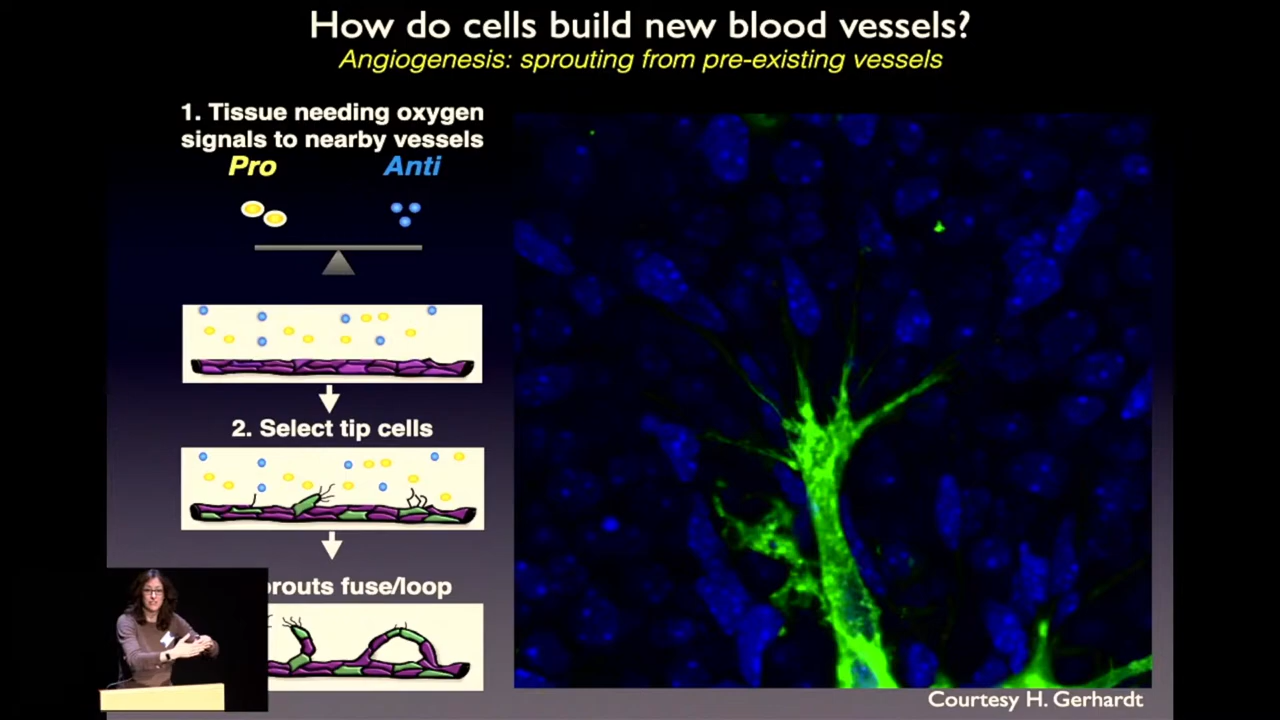 How do cells build new blood vessels?
Angiogenesis: sprouting from pre-existing vessels
1. Tissue needing oxygen
signals to nearby vessels
Pro Anti
2. Select tip cells
fuse/loop
Courtesy H. Gerhardt